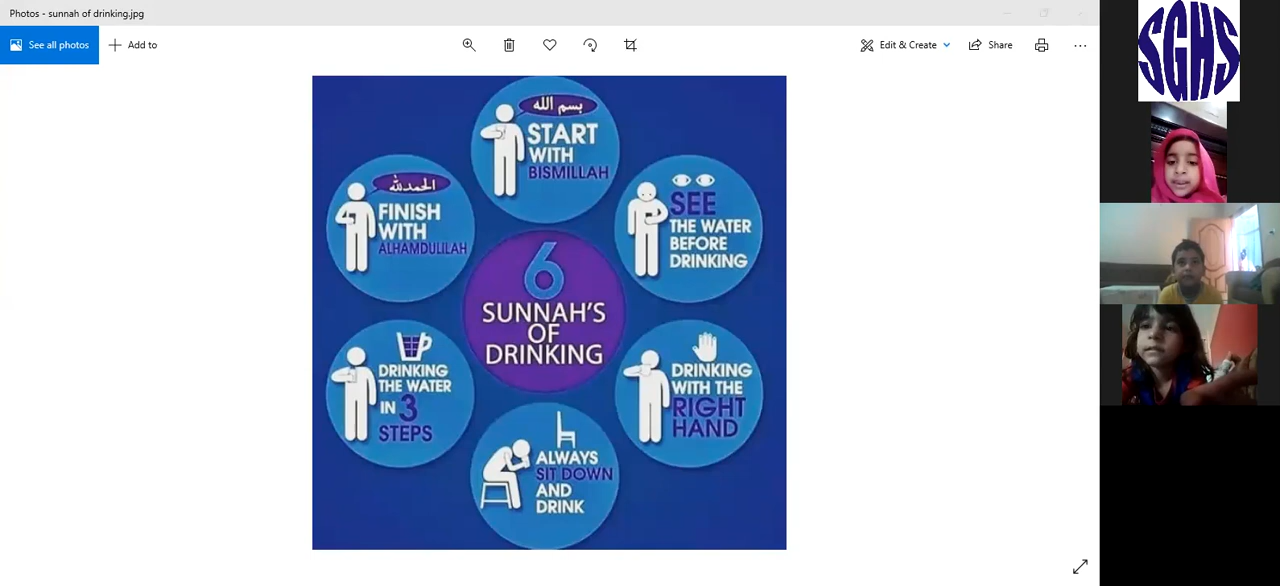 Photos - sunnah of drinking.jpg
See all photos
Add to
Edit & Create
Share
SGHS
بسم الله
START
WITH
BISMILLAH
SEE
THE WATER
BEFORE
DRINKING
DRINKING
WITH THE
RIGHT
HAND
ALWAYS
SIT DOWN
AND
DRINK
DRINKING
THE WATER
IN 3
STEPS
الحمدلله
FINISH
WITH
ALHAMDULILAH
6
SUNNAH'S
OF
DRINKING